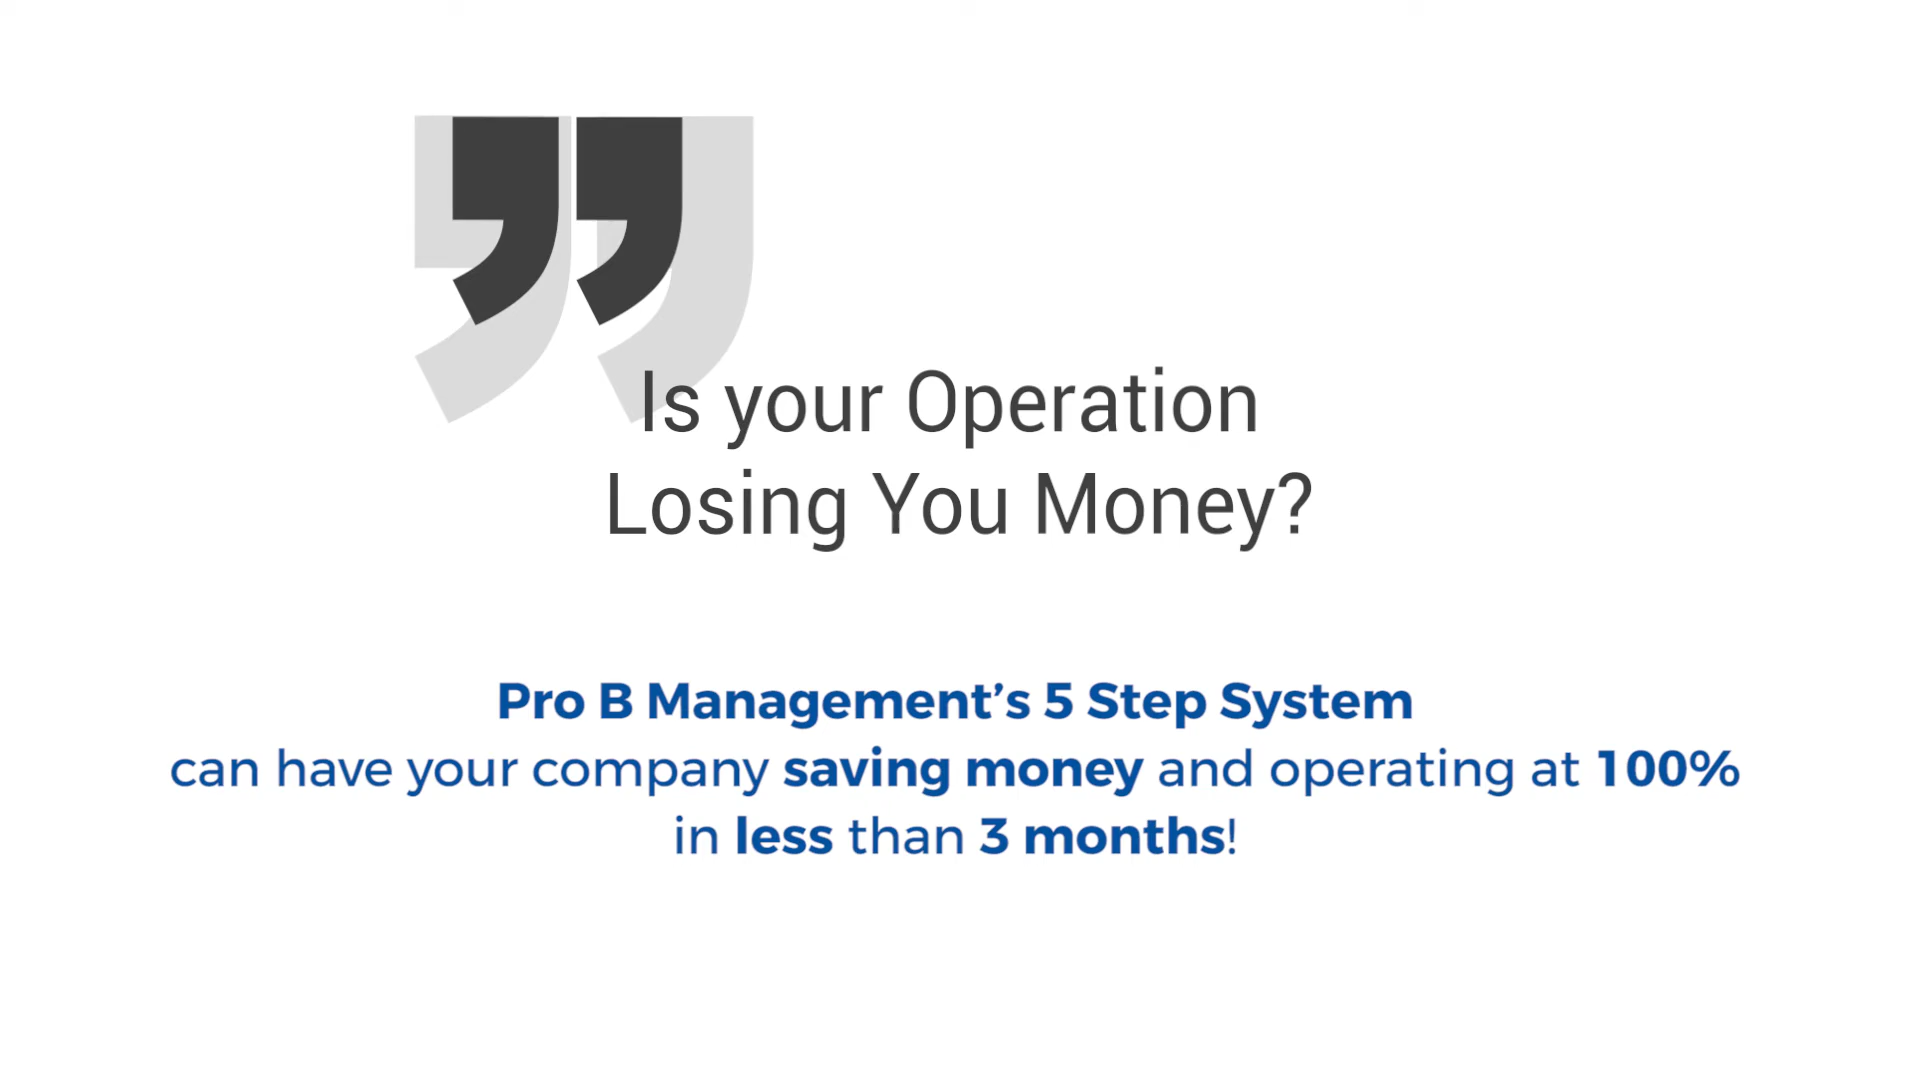 Is your Operation
Losing You Money?
Pro B Management’s 5 Step System
can have your company saving money and operating at 100%
in less than 3 months!